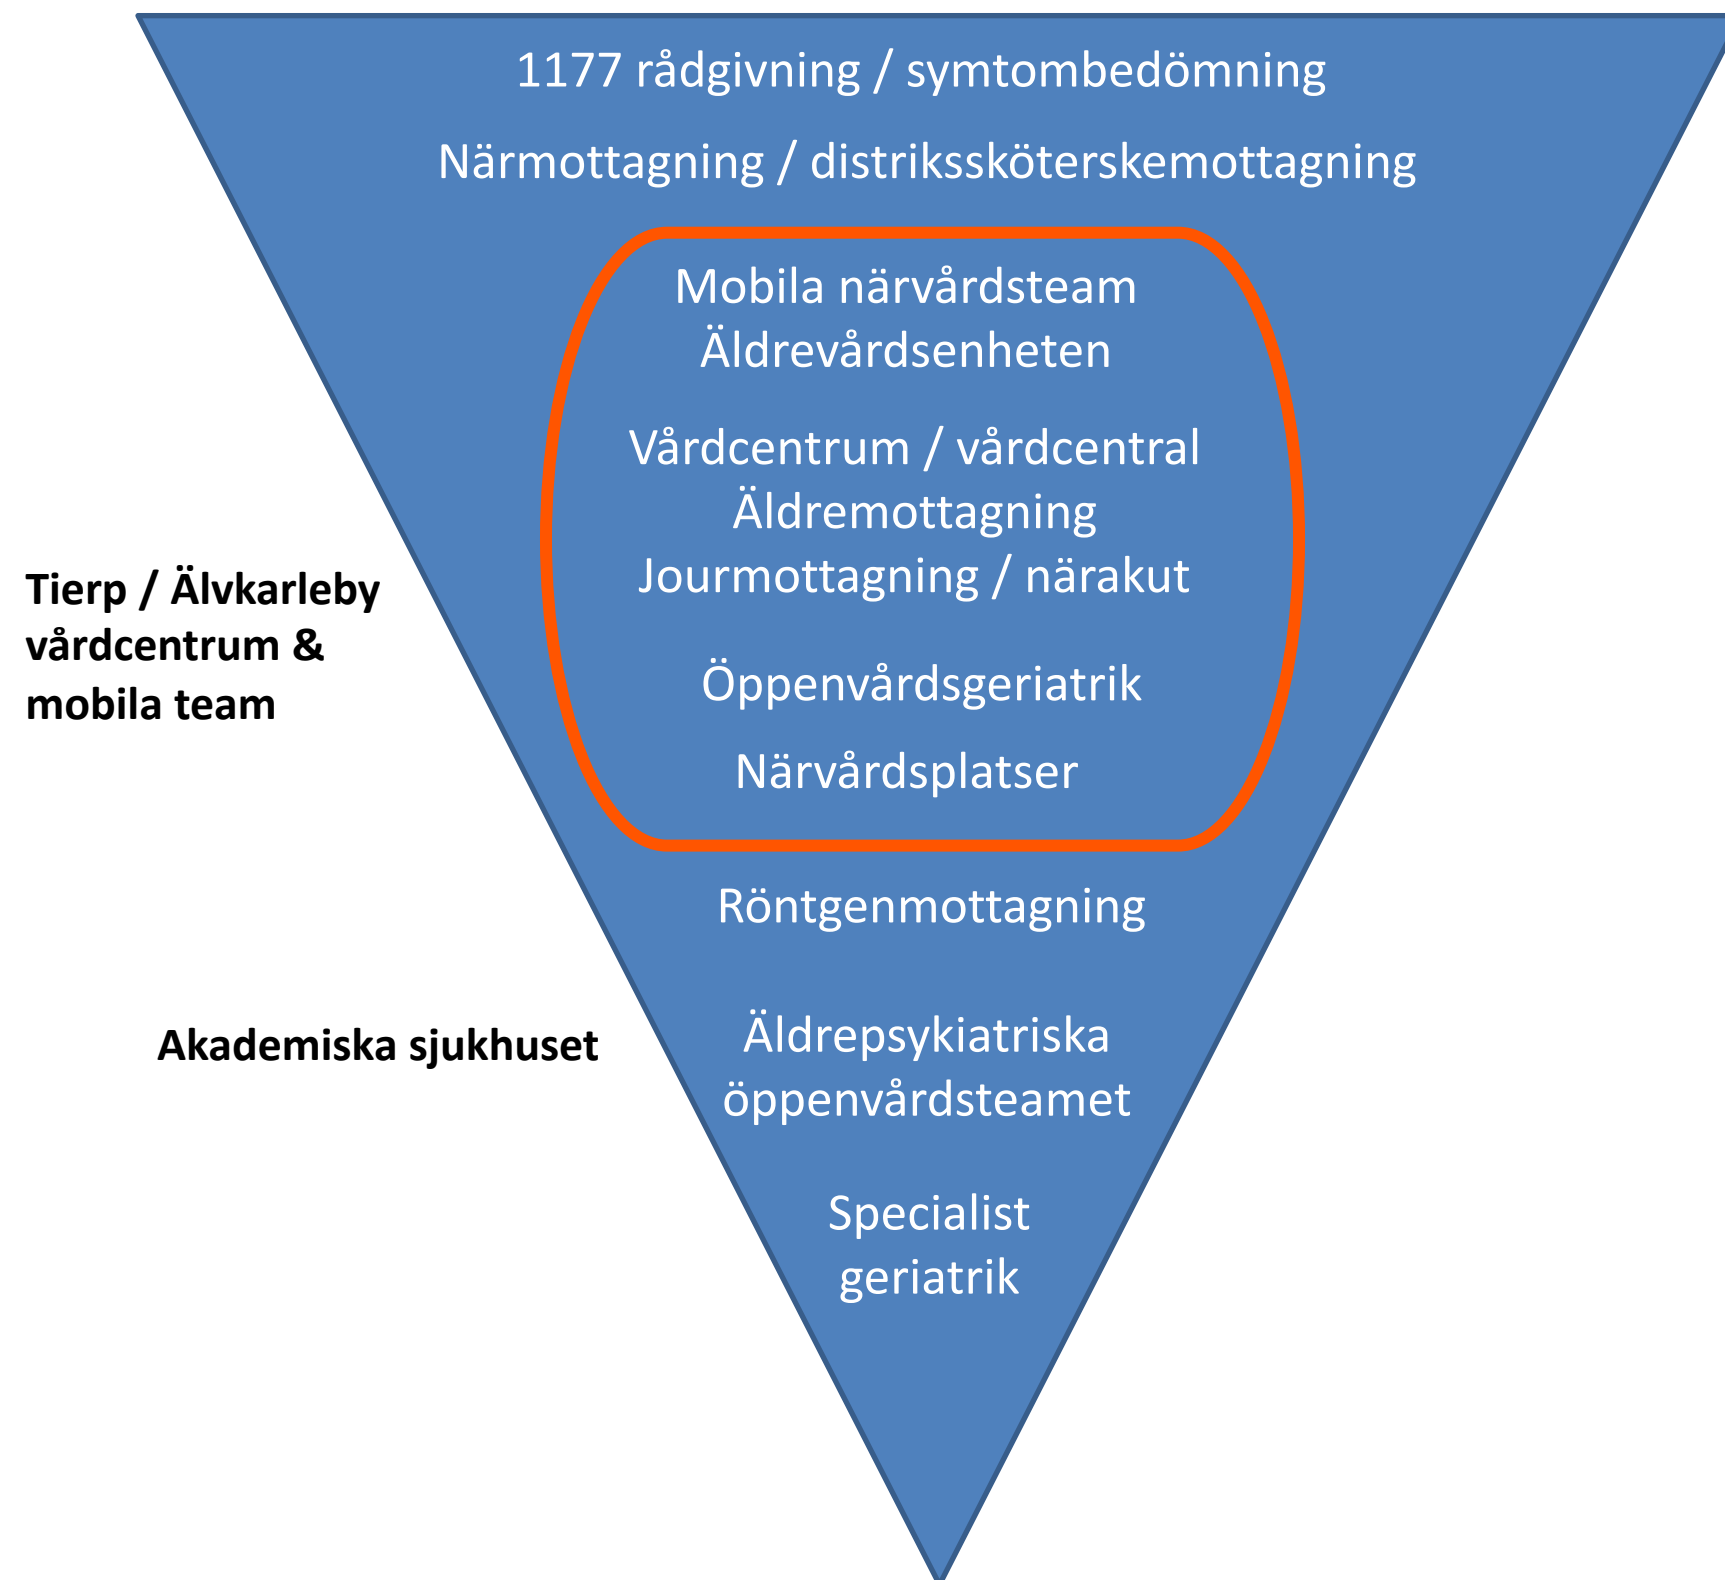 1177 rådgivning / symtombedömning
Närmottagning / distrikssköterskemottagning
Mobila närvårdsteam
Äldrevårdsenheten
Vårdcentrum / vårdcentral
Äldremottagning
Jourmottagning / närakut
Öppenvårdsgeriatrik
Närvårdsplatser
Tierp / Älvkarleby
vårdcentrum &
mobila team
Röntgenmottagning
Akademiska sjukhuset
Äldrepsykiatriska
öppenvårdsteamet
Specialist
geriatrik